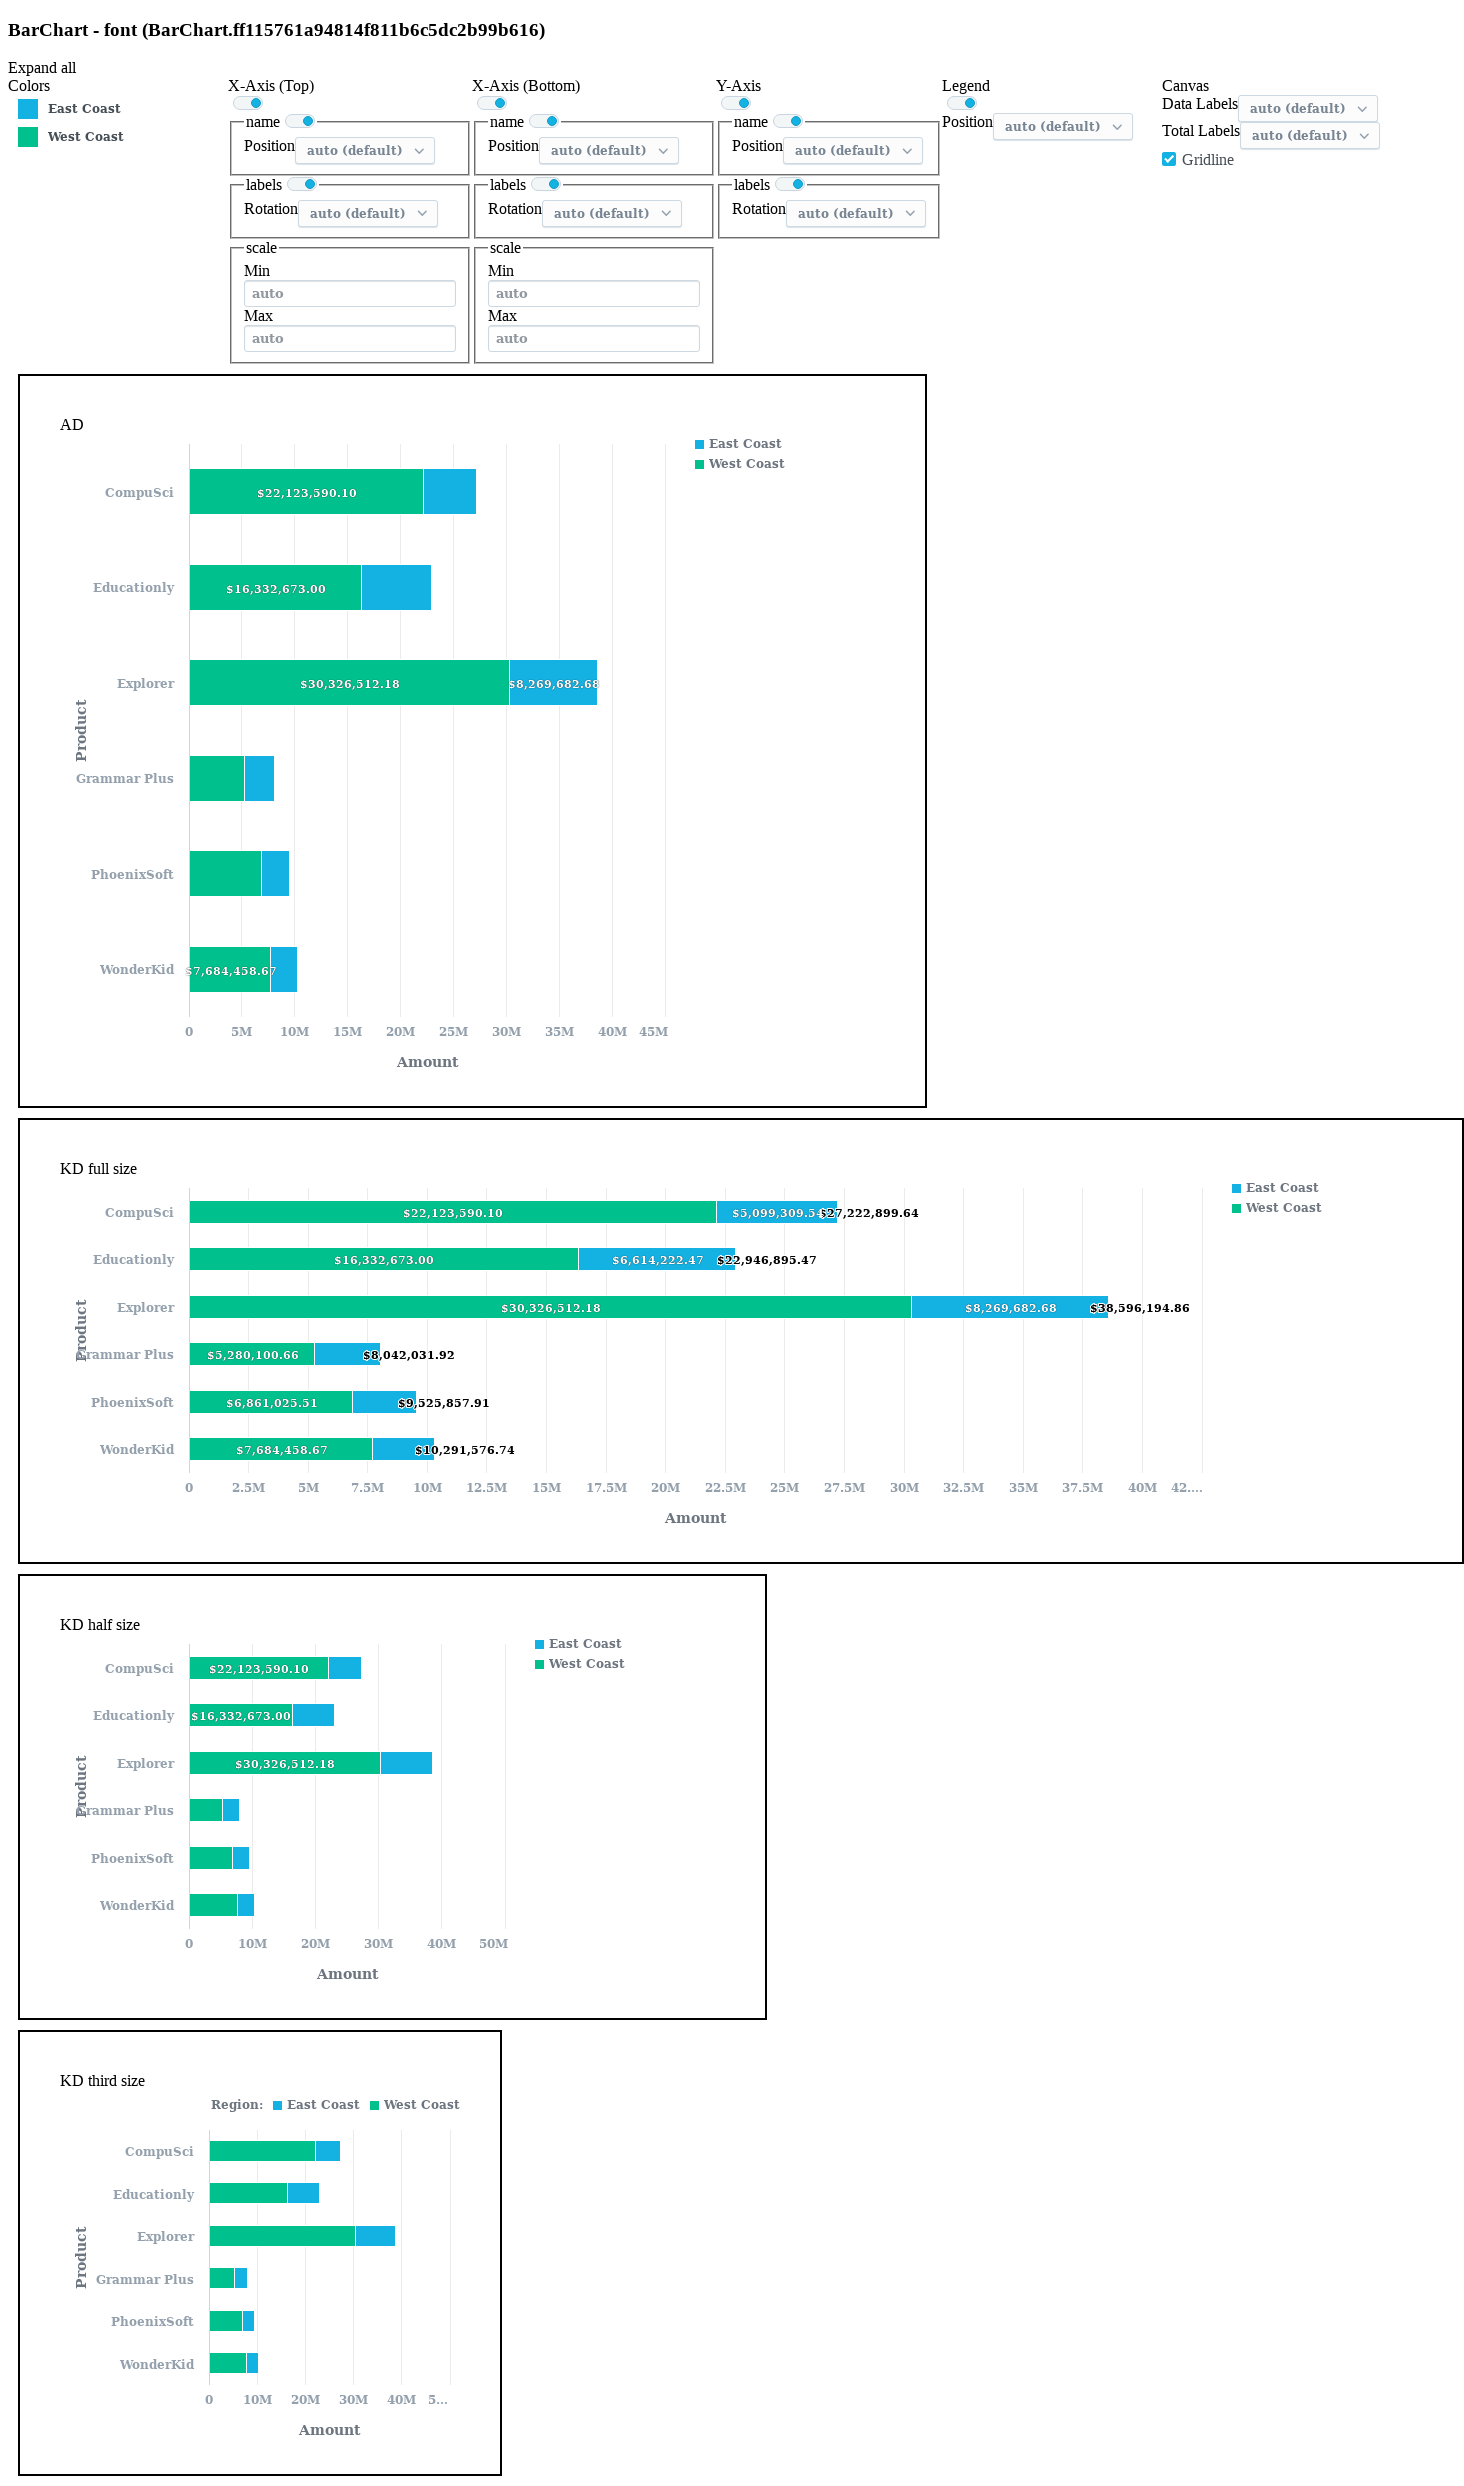 BarChart - font (BarChart.ff115761a94814f811b6c5dc2b99b616)
Expand all
Colors
East Coast
West Coast
X-Axis (Top)
name
Position auto (default)
labels
Rotation auto (default)
scale
Min
auto
Max
auto
X-Axis (Bottom)
name
Position auto (default)
labels
Rotation auto (default)
scale
Min
auto
Max
auto
Y-Axis
name
Position auto (default)
labels
Rotation auto (default)
Legend
Position auto (default)
Canvas
Data Labels auto (default)
Total Labels auto (default)
Gridline
AD
East Coast
West Coast
CompuSci $22,123,590.10
Educationly $16,332,673.00
Explorer $30,326,512.18 $8,269,682.68
Product
Grammar Plus
PhoenixSoft
WonderKid $7,684,458.67
0 5M 10M 15M 20M 25M 30M 35M 40M 45M
Amount
KD full size
East Coast
West Coast
CompuSci $22,123,590.10 $5,099,309.54 $27,222,899.64
Educationly $16,332,673.00 $6,614,222.47 $22,946,895.47
Explorer $30,326,512.18 $8,269,682.68 $38,596,194.86
Product
Grammar Plus $5,280,100.66 $8,042,031.92
PhoenixSoft $6,861,025.51 $9,525,857.91
WonderKid $7,684,458.67 $10,291,576.74
0 2.5M 5M 7.5M 10M 12.5M 15M 17.5M 20M 22.5M 25M 27.5M 30M 32.5M 35M 37.5M 40M 42....
Amount
KD half size
East Coast
West Coast
CompuSci $22,123,590.10
Educationly $16,332,673.00
Explorer $30,326,512.18
Product
Grammar Plus
PhoenixSoft
WonderKid
0 10M 20M 30M 40M 50M
Amount
KD third size
Region: East Coast West Coast
CompuSci
Educationly
Explorer
Product
Grammar Plus
PhoenixSoft
WonderKid
0 10M 20M 30M 40M 5...
Amount